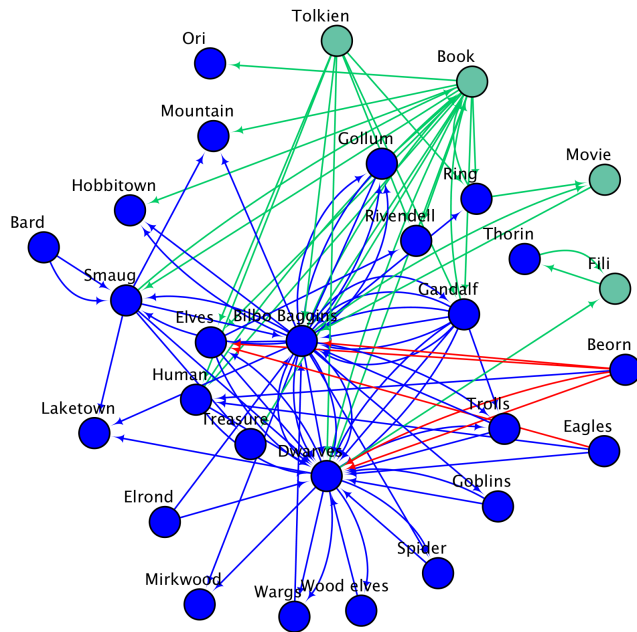 Tolkien
Ori
Book
Mountain
Gollum
Movie
Ring
Hobbitown
Rivendell
Bard
Thorin
Smaug
Fili
Gandalf
Elves
Bilbo Baggins
Beorn
Human
Laketown
Treasure
Trolls
Eagles
Dwarves
Elrond
Goblins
Spider
Mirkwood
Wargs
Wood elves